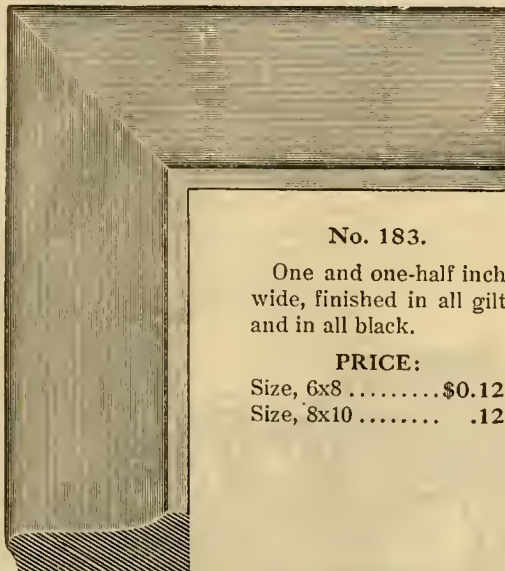 No. 183.
One and one-half inch
wide, finished in all gilt
and in all black.
PRICE:
Size, 6x8 ......... $0.12
Size, 8x10 ........ .12